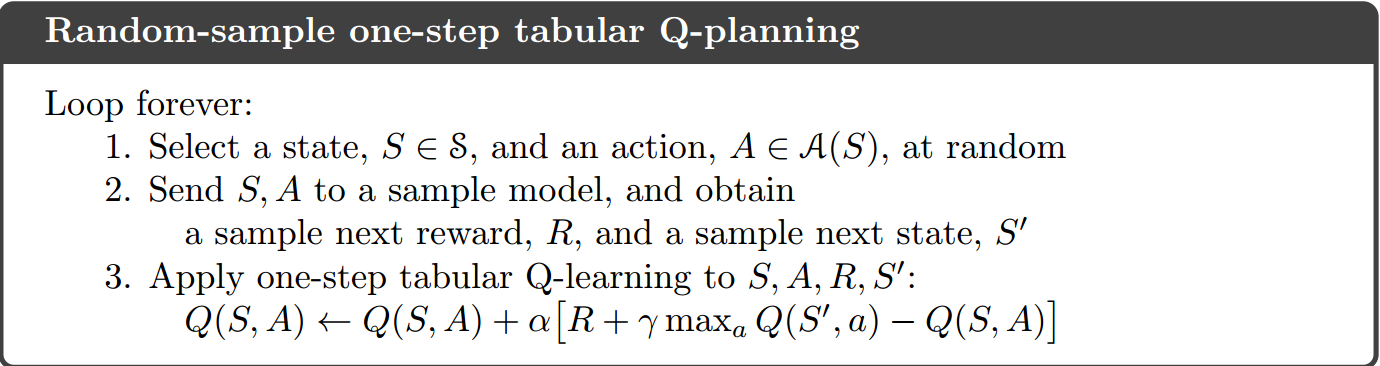 Random-sample one-step tabular Q-planning
Loop forever:
1. Select a state, S ∈ 𝒮, and an action, A ∈ 𝒜(S), at random
2. Send S, A to a sample model, and obtain
a sample next reward, R, and a sample next state, S′
3. Apply one-step tabular Q-learning to S, A, R, S′:
Q(S, A) ← Q(S, A) + α[R + γ maxₐ Q(S′, a) − Q(S, A)]